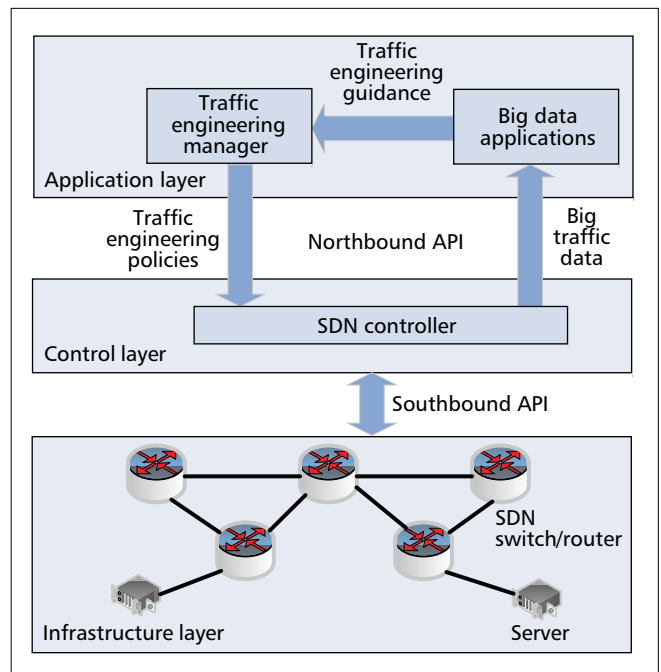 Traffic
engineering
guidance
Traffic
engineering
manager
Big data
applications
Application layer
Traffic
engineering
policies
Northbound API
Big
traffic
data
SDN controller
Control layer
Southbound API
SDN
switch/router
Infrastructure layer
Server